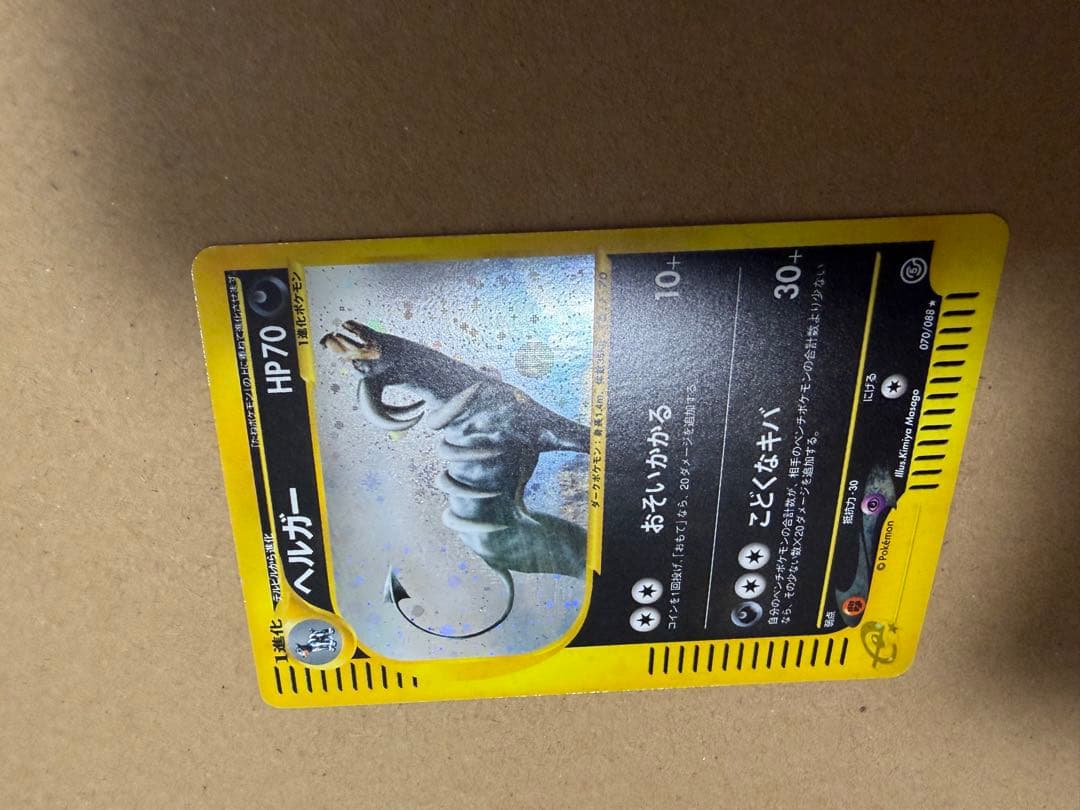 1進化 デルビルから進化
ヘルガー HP70
1進化ポケモン
ダークポケモン:身長1.4m、
おそいかかる 10+
コインを1回投げ、「おもて」なら、20ダメージを追加する。
こどくなキバ 30+
自分のベンチポケモンの合計数が、相手のベンチポケモンの合計数より少ない
なら、その少ない数×20ダメージを追加する。
弱点 抵抗力 -30 にげる
©Pokémon Illus.Kimiya Masago 070/088 ★